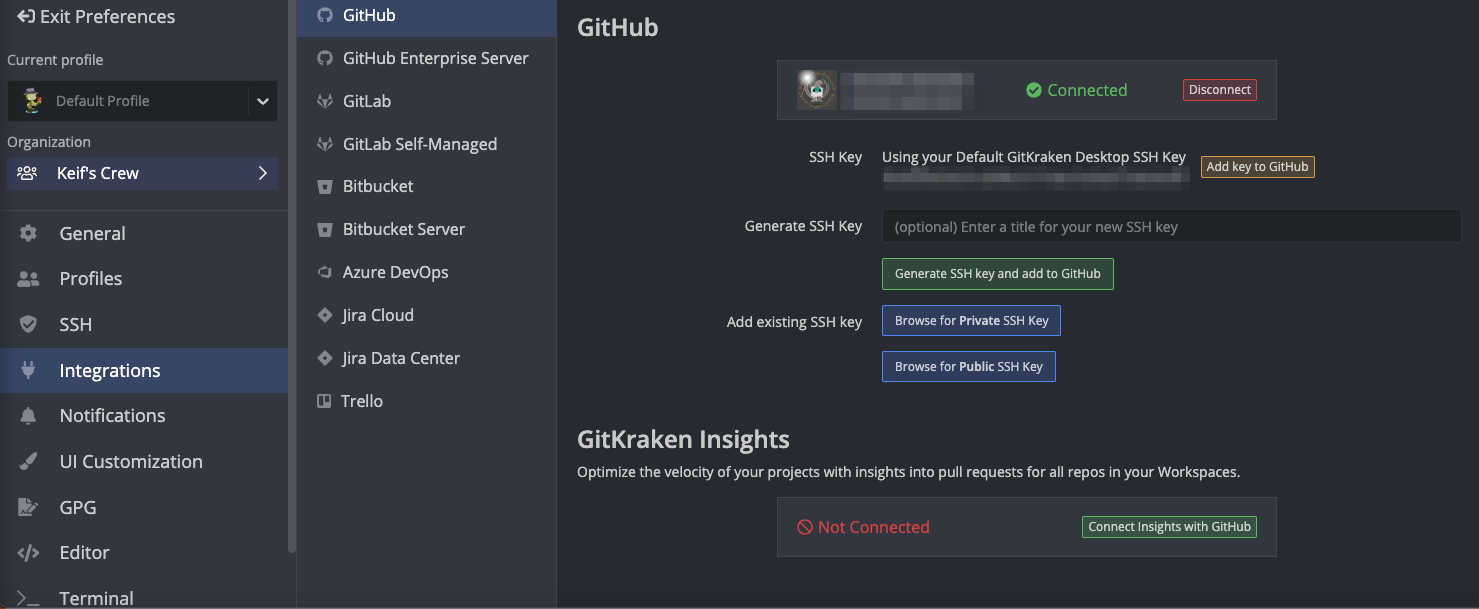 Exit Preferences
Current profile
Default Profile
Organization
Keif's Crew
General
Profiles
SSH
Integrations
Notifications
UI Customization
GPG
Editor
Terminal
GitHub
GitHub Enterprise Server
GitLab
GitLab Self-Managed
Bitbucket
Bitbucket Server
Azure DevOps
Jira Cloud
Jira Data Center
Trello
GitHub
Connected
Disconnect
SSH Key
Using your Default GitKraken Desktop SSH Key
Add key to GitHub
Generate SSH Key
(optional) Enter a title for your new SSH key
Generate SSH key and add to GitHub
Add existing SSH key
Browse for Private SSH Key
Browse for Public SSH Key
GitKraken Insights
Optimize the velocity of your projects with insights into pull requests for all repos in your Workspaces.
Not Connected
Connect Insights with GitHub